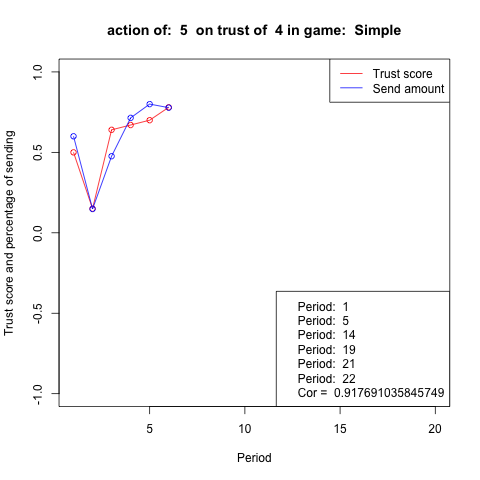 action of:  5  on trust of  4 in game:  Simple
Trust score
Send amount
Trust score and percentage of sending
1.0
0.5
0.0
-0.5
-1.0
Period:  1
Period:  5
Period:  14
Period:  19
Period:  21
Period:  22
Cor =  0.917691035845749
5
10
15
20
Period